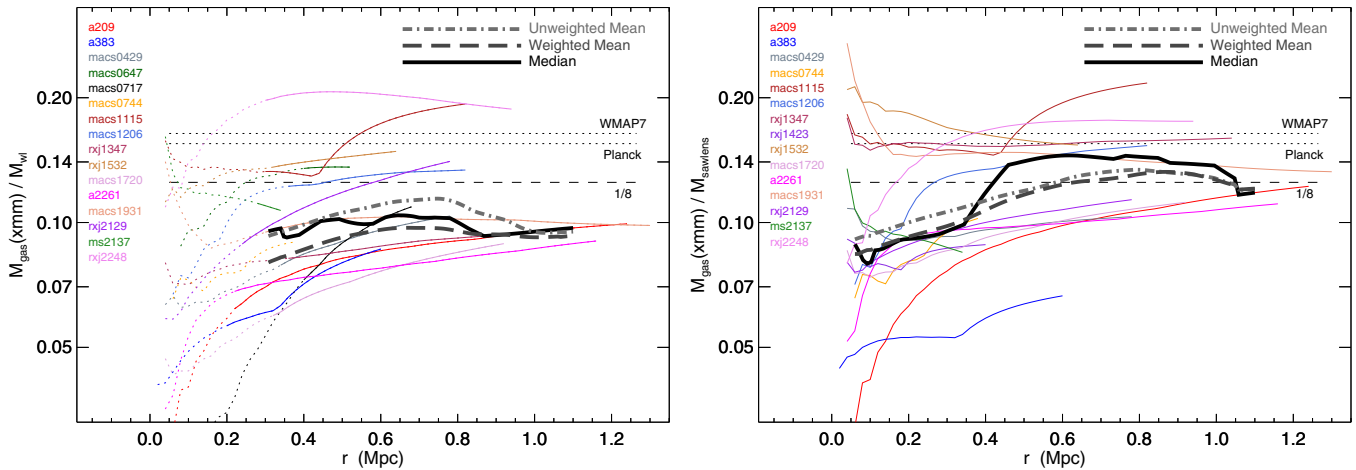 a209
a383
macs0429
macs0647
macs0717
macs0744
macs1115
macs1206
rxj1347
rxj1532
macs1720
a2261
macs1931
rxj2129
ms2137
rxj2248
Unweighted Mean
Weighted Mean
Median
WMAP7
Planck
1/8
0.20
0.14
0.10
0.07
0.05
M_gas(xmm) / M_wl
0.0 0.2 0.4 0.6 0.8 1.0 1.2
r (Mpc)
a209
a383
macs0429
macs0744
macs1115
macs1206
rxj1347
rxj1423
rxj1532
macs1720
a2261
macs1931
rxj2129
ms2137
rxj2248
Unweighted Mean
Weighted Mean
Median
WMAP7
Planck
1/8
0.20
0.14
0.10
0.07
0.05
M_gas(xmm) / M_sawlens
0.0 0.2 0.4 0.6 0.8 1.0 1.2
r (Mpc)